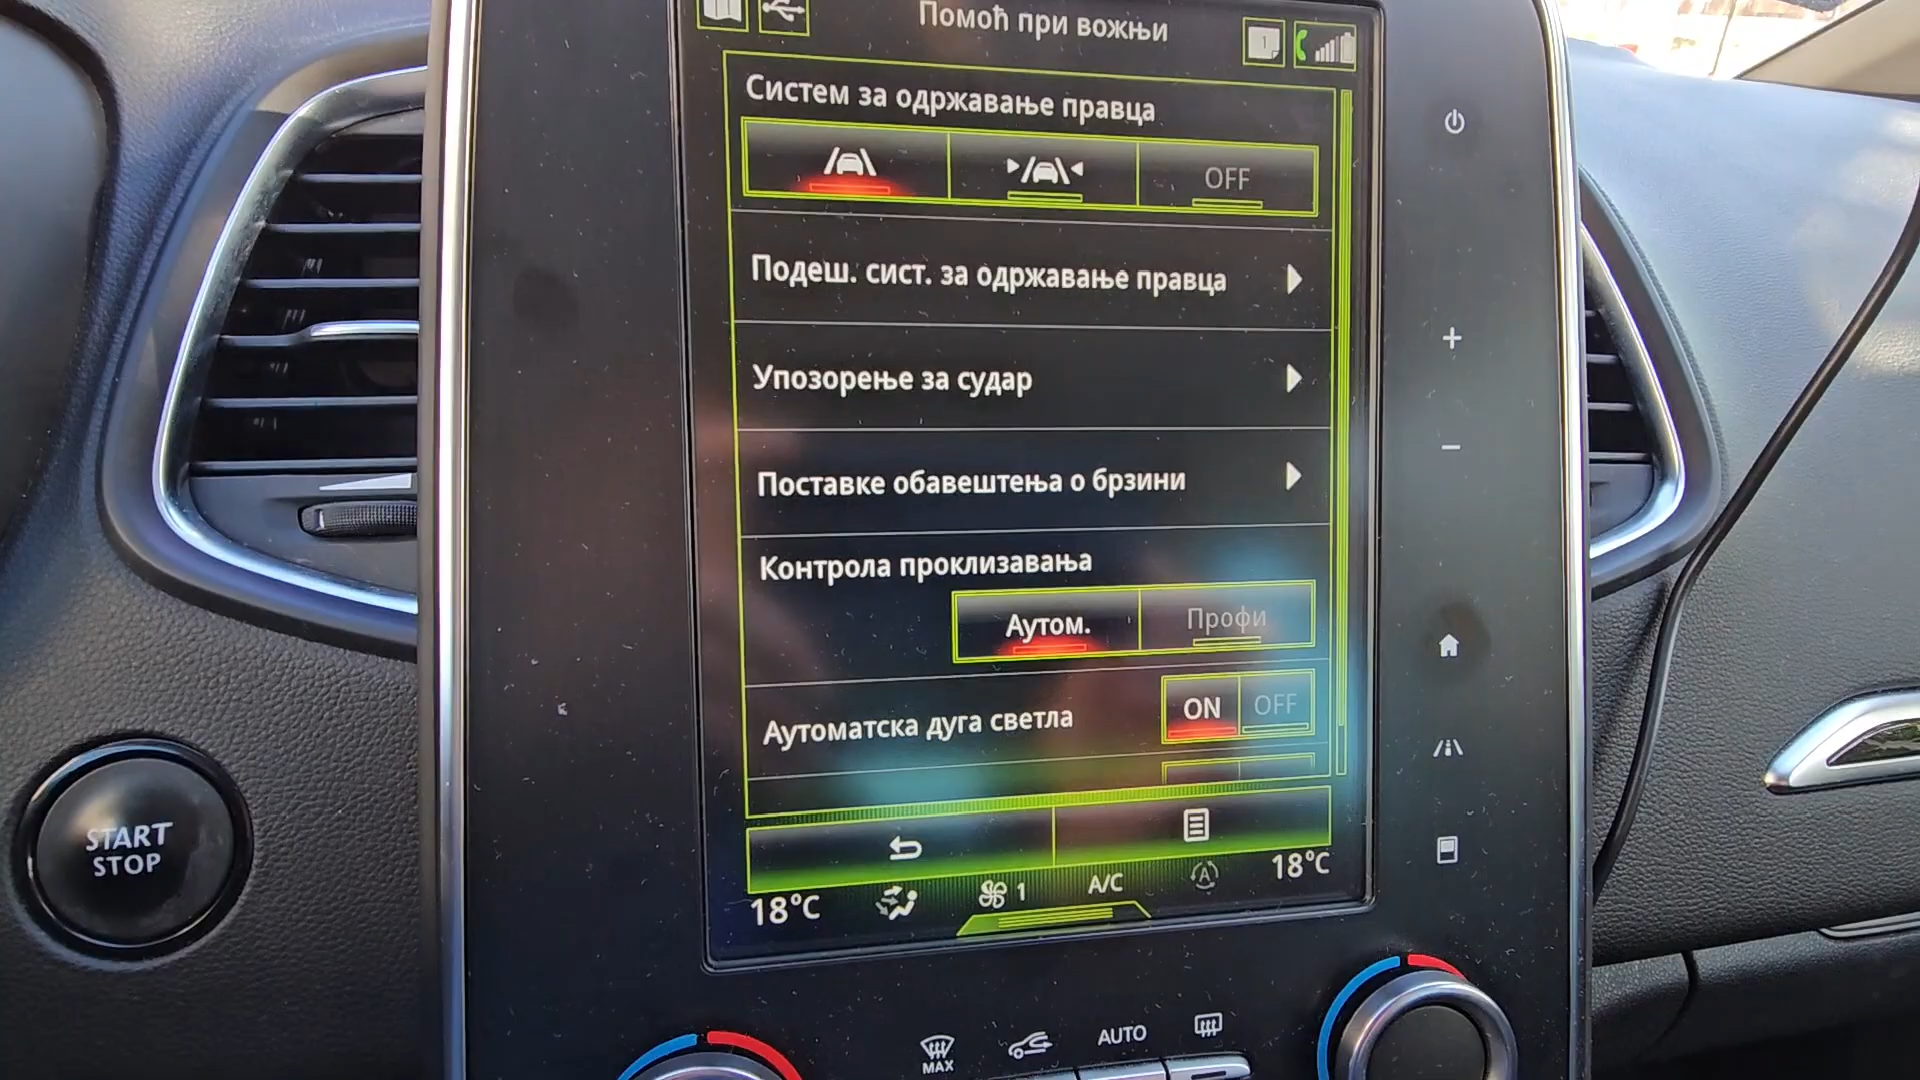 Помоћ при вожњи
1
Систем за одржавање правца
OFF
Подеш. сист. за одржавање правца
Упозорење за судар
Поставке обавештења о брзини
Контрола проклизавања
Аутом. Профи
Аутоматска дуга светла ON OFF
18°C 1 A/C A 18°C
START
STOP
MAX AUTO